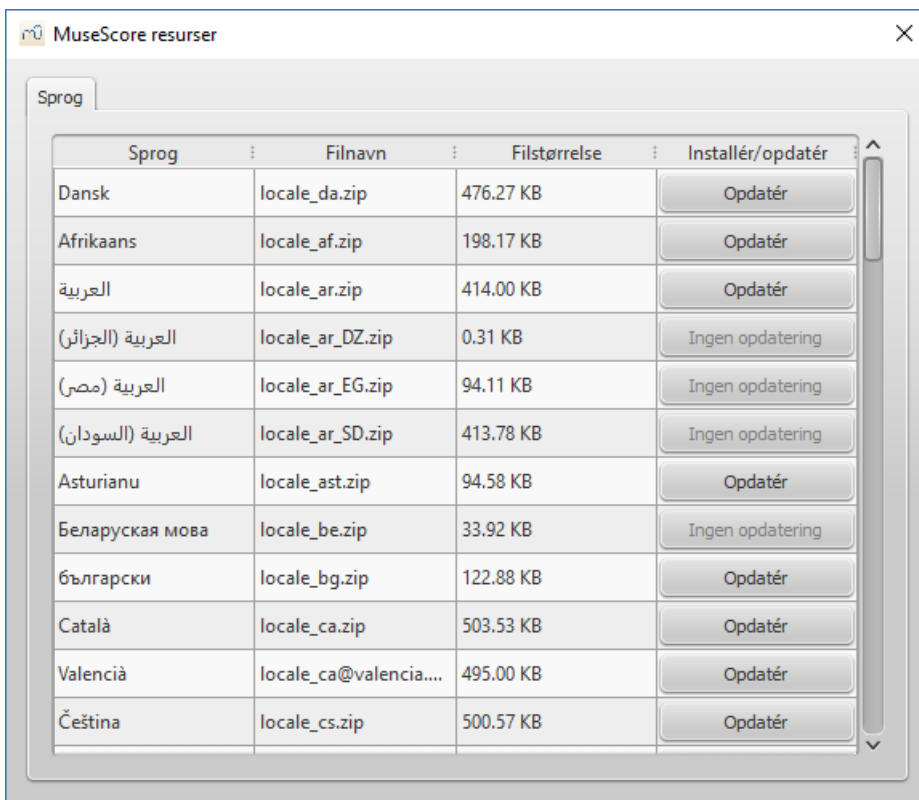 MuseScore resurser
Sprog
Sprog Filnavn Filstørrelse Installér/opdatér
Dansk locale_da.zip 476.27 KB Opdatér
Afrikaans locale_af.zip 198.17 KB Opdatér
العربية locale_ar.zip 414.00 KB Opdatér
العربية (الجزائر) locale_ar_DZ.zip 0.31 KB Ingen opdatering
العربية (مصر) locale_ar_EG.zip 94.11 KB Ingen opdatering
العربية (السودان) locale_ar_SD.zip 413.78 KB Ingen opdatering
Asturianu locale_ast.zip 94.58 KB Opdatér
Беларуская мова locale_be.zip 33.92 KB Ingen opdatering
български locale_bg.zip 122.88 KB Opdatér
Català locale_ca.zip 503.53 KB Opdatér
Valencià locale_ca@valencia.... 495.00 KB Opdatér
Čeština locale_cs.zip 500.57 KB Opdatér